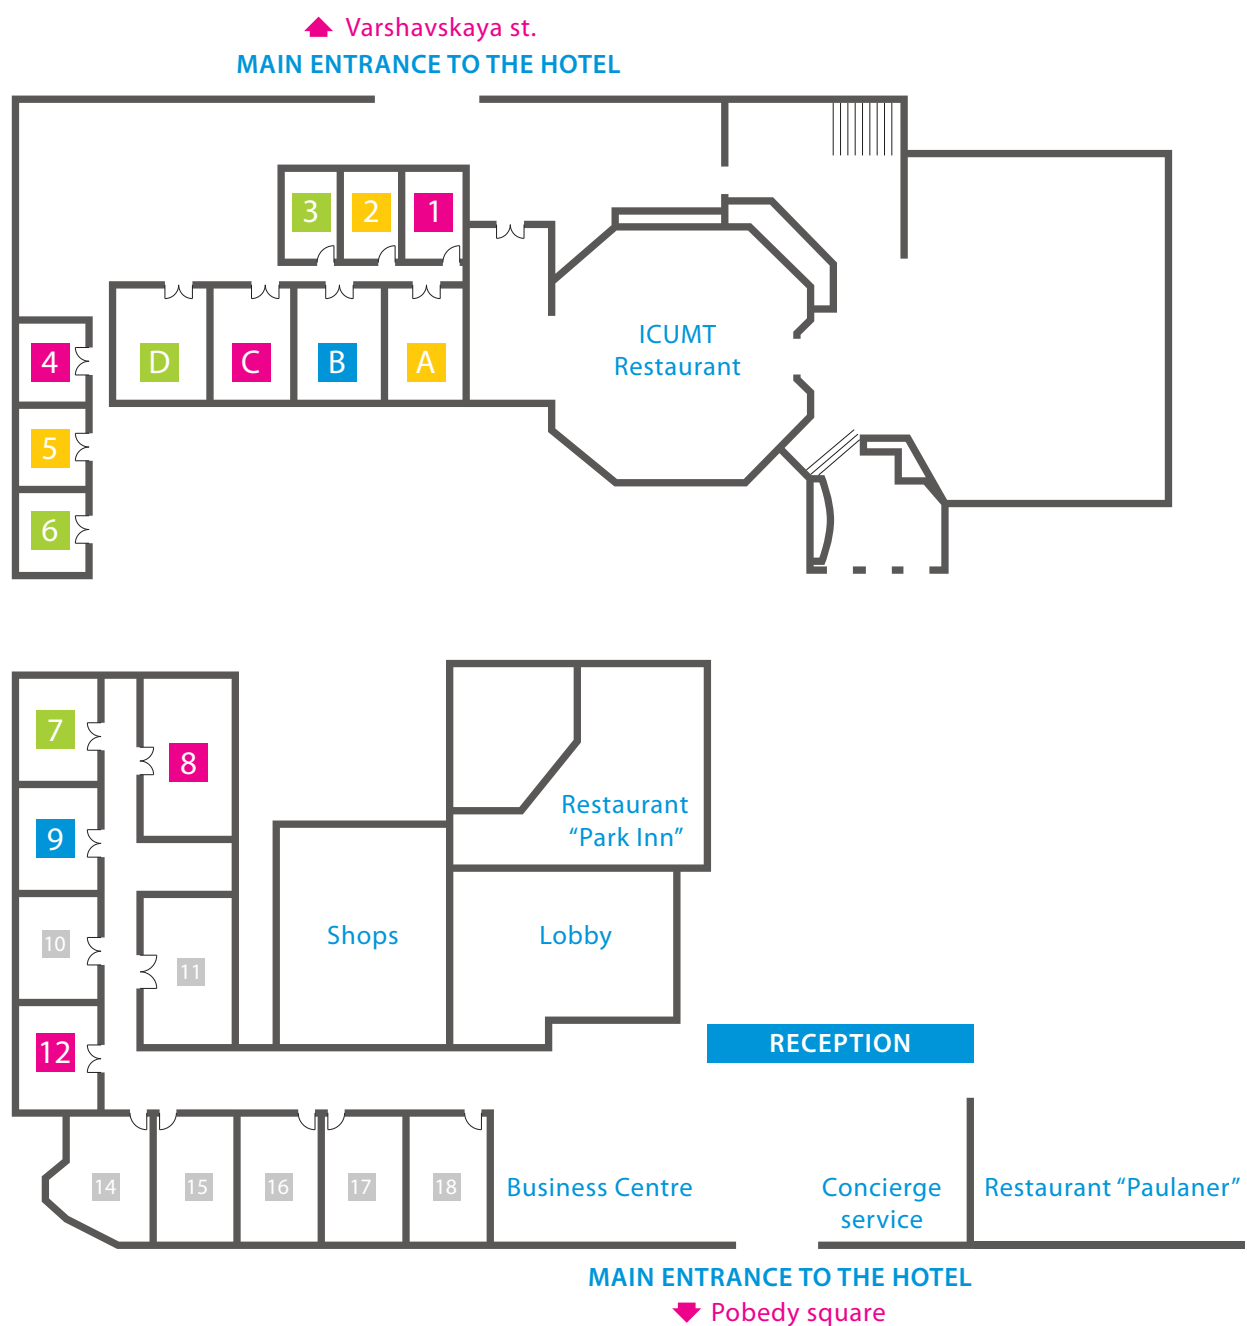 Varshavskaya st.
MAIN ENTRANCE TO THE HOTEL
3 2 1
ICUMT
Restaurant
4 D C B A
5
6
7
8
Restaurant
“Park Inn”
9
Shops Lobby
10
11
RECEPTION
12
14 15 16 17 18 Business Centre Concierge Restaurant “Paulaner”
service
MAIN ENTRANCE TO THE HOTEL
Pobedy square